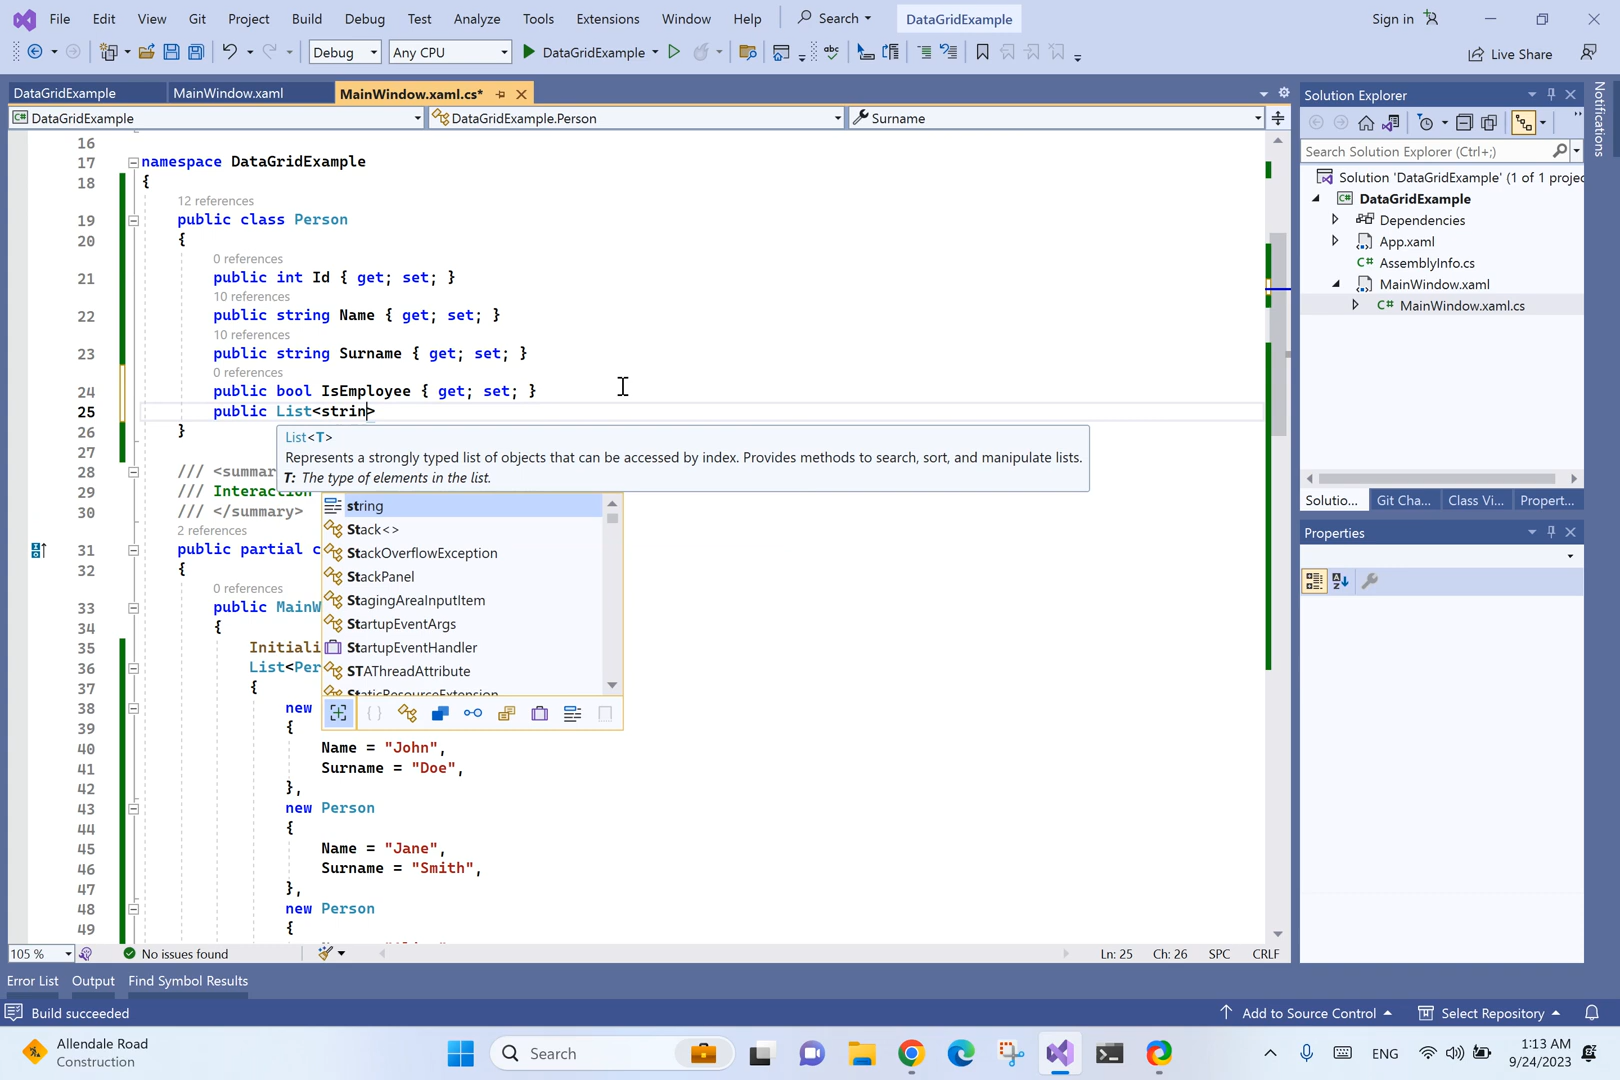 File Edit View Git Project Build Debug Test Analyze Tools Extensions Window Help Search DataGridExample Sign in
Debug Any CPU DataGridExample Live Share
DataGridExample MainWindow.xaml MainWindow.xaml.cs*
DataGridExample DataGridExample.Person Surname
16
17 namespace DataGridExample
18 {
12 references
19 public class Person
20 {
0 references
21 public int Id { get; set; }
10 references
22 public string Name { get; set; }
10 references
23 public string Surname { get; set; }
0 references
24 public bool IsEmployee { get; set; }
25 public List<strin>
26 }
List<T>
Represents a strongly typed list of objects that can be accessed by index. Provides methods to search, sort, and manipulate lists.
T: The type of elements in the list.
27
28 /// <summar
29 /// Interaction
30 /// </summary>
2 references
31 public partial c
32 {
0 references
33 public MainW
34 {
35 Initiali
36 List<Per
37 {
38 new
39 {
40 Name = "John",
41 Surname = "Doe",
42 },
43 new Person
44 {
45 Name = "Jane",
46 Surname = "Smith",
47 },
48 new Person
49 {
string
Stack<>
StackOverflowException
StackPanel
StagingAreaInputItem
StartupEventArgs
StartupEventHandler
STAThreadAttribute
StaticResourceExtension
105 % No issues found Ln: 25 Ch: 26 SPC CRLF
Error List Output Find Symbol Results
Solution Explorer
Search Solution Explorer (Ctrl+;)
Solution 'DataGridExample' (1 of 1 projec
DataGridExample
Dependencies
App.xaml
AssemblyInfo.cs
MainWindow.xaml
MainWindow.xaml.cs
Solutio... Git Cha... Class Vi... Propert...
Properties
Notifications
Build succeeded Add to Source Control Select Repository
Allendale Road
Construction
Search
ENG
1:13 AM
9/24/2023